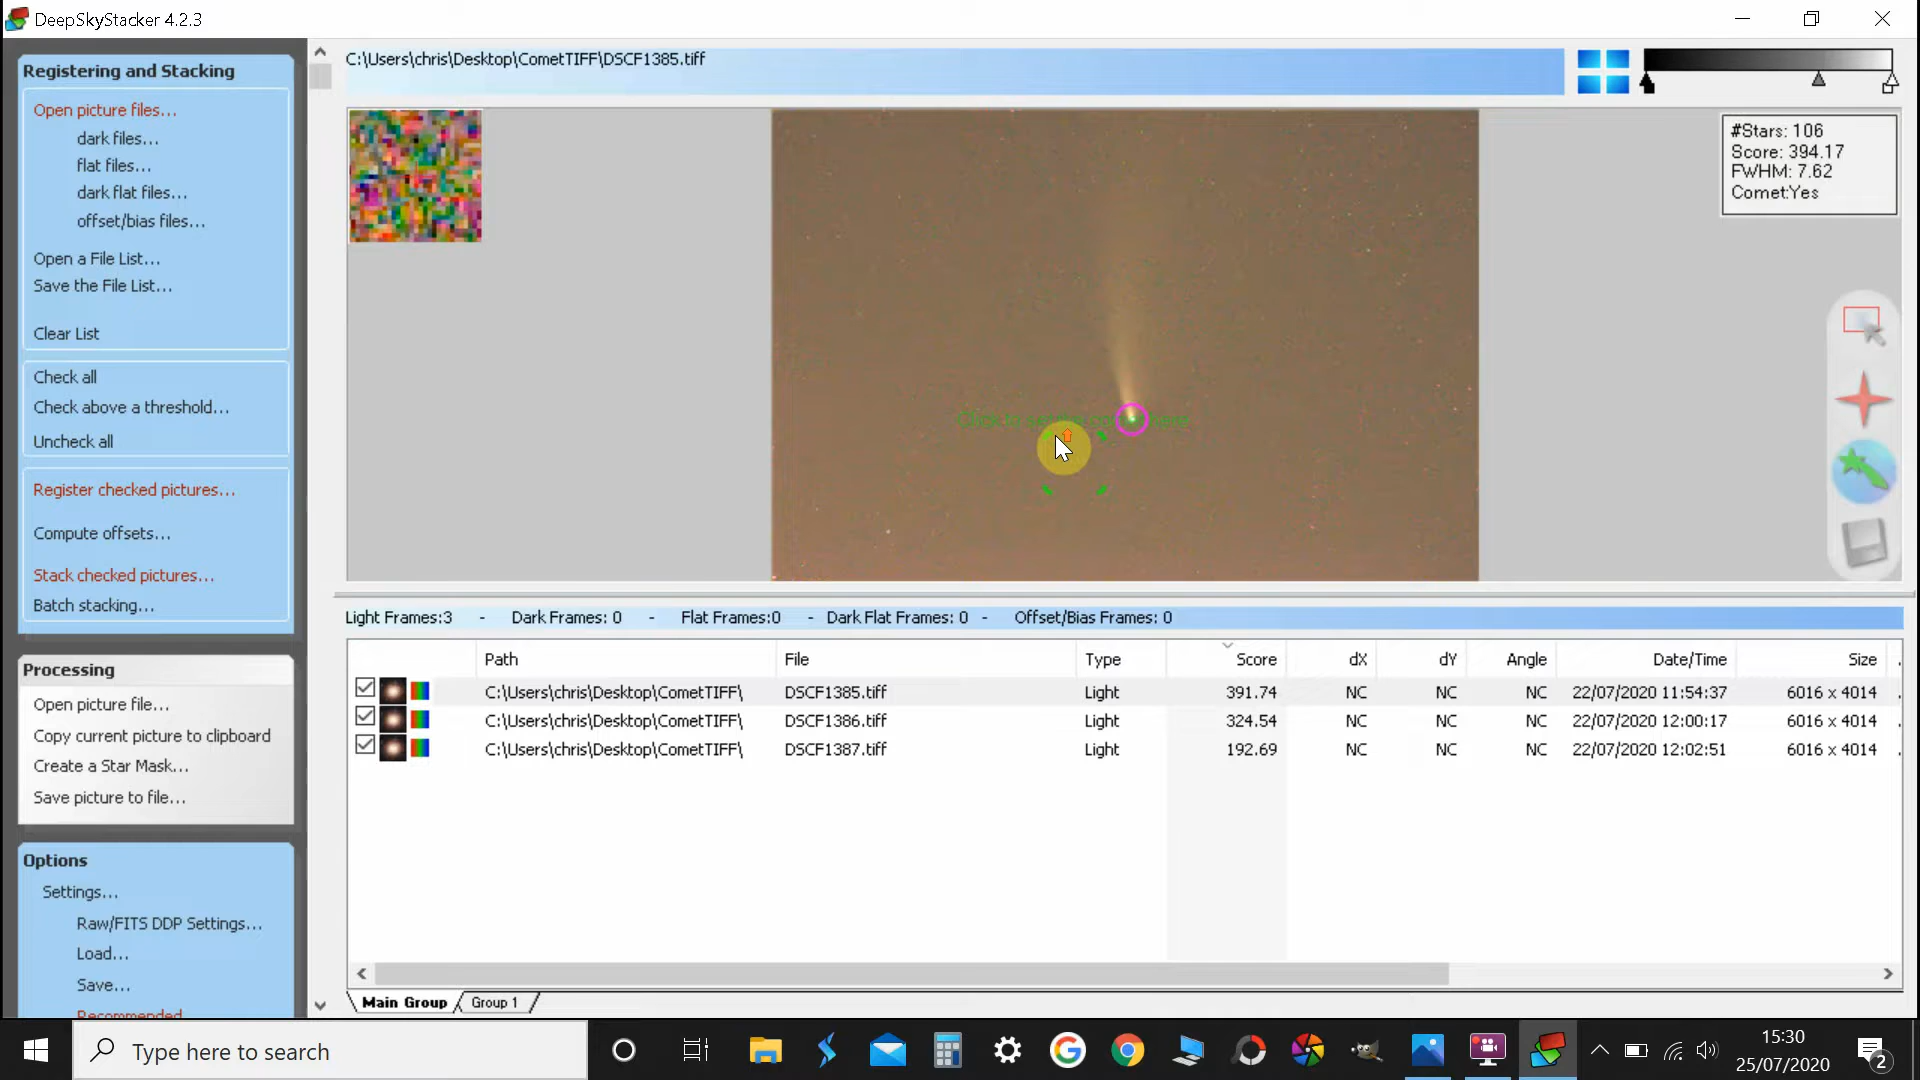 DeepSkyStacker 4.2.3
Registering and Stacking
Open picture files...
dark files...
flat files...
dark flat files...
offset/bias files...
Open a File List...
Save the File List...
Clear List
Check all
Check above a threshold...
Uncheck all
Register checked pictures...
Compute offsets...
Stack checked pictures...
Batch stacking...
Processing
Open picture file...
Copy current picture to clipboard
Create a Star Mask...
Save picture to file...
Options
Settings...
Raw/FITS DDP Settings...
Load...
Save...
Recommended
C:\Users\chris\Desktop\CometTIFF\DSCF1385.tiff
#Stars: 106
Score: 394.17
FWHM: 7.62
Comet:Yes
Click to set the comet here
Light Frames:3 - Dark Frames: 0 - Flat Frames:0 - Dark Flat Frames: 0 - Offset/Bias Frames: 0
Path File Type Score dX dY Angle Date/Time Size
C:\Users\chris\Desktop\CometTIFF\ DSCF1385.tiff Light 391.74 NC NC NC 22/07/2020 11:54:37 6016 x 4014
C:\Users\chris\Desktop\CometTIFF\ DSCF1386.tiff Light 324.54 NC NC NC 22/07/2020 12:00:17 6016 x 4014
C:\Users\chris\Desktop\CometTIFF\ DSCF1387.tiff Light 192.69 NC NC NC 22/07/2020 12:02:51 6016 x 4014
Main Group Group 1
Type here to search
15:30
25/07/2020
2